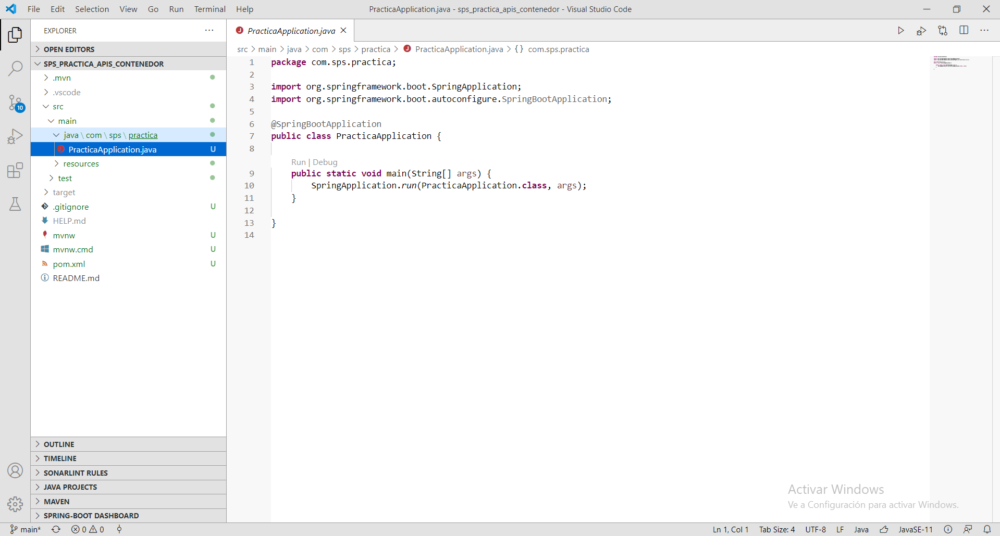 File Edit Selection View Go Run Terminal Help
PracticaApplication.java - sps_practica_apis_contenedor - Visual Studio Code
EXPLORER
OPEN EDITORS
SPS_PRACTICA_APIS_CONTENEDOR
.mvn
.vscode
src
main
java \ com \ sps \ practica
J PracticaApplication.java U
resources
test
target
.gitignore U
HELP.md
mvnw U
mvnw.cmd U
pom.xml U
README.md
OUTLINE
TIMELINE
SONARLINT RULES
JAVA PROJECTS
MAVEN
SPRING-BOOT DASHBOARD
10
J PracticaApplication.java
src > main > java > com > sps > practica > J PracticaApplication.java > {} com.sps.practica
1 package com.sps.practica;
2
3 import org.springframework.boot.SpringApplication;
4 import org.springframework.boot.autoconfigure.SpringBootApplication;
5
6 @SpringBootApplication
7 public class PracticaApplication {
8
Run | Debug
9 public static void main(String[] args) {
10 SpringApplication.run(PracticaApplication.class, args);
11 }
12
13 }
14
Activar Windows
Ve a Configuración para activar Windows.
main* 0 0
Ln 1, Col 1 Tab Size: 4 UTF-8 LF Java JavaSE-11